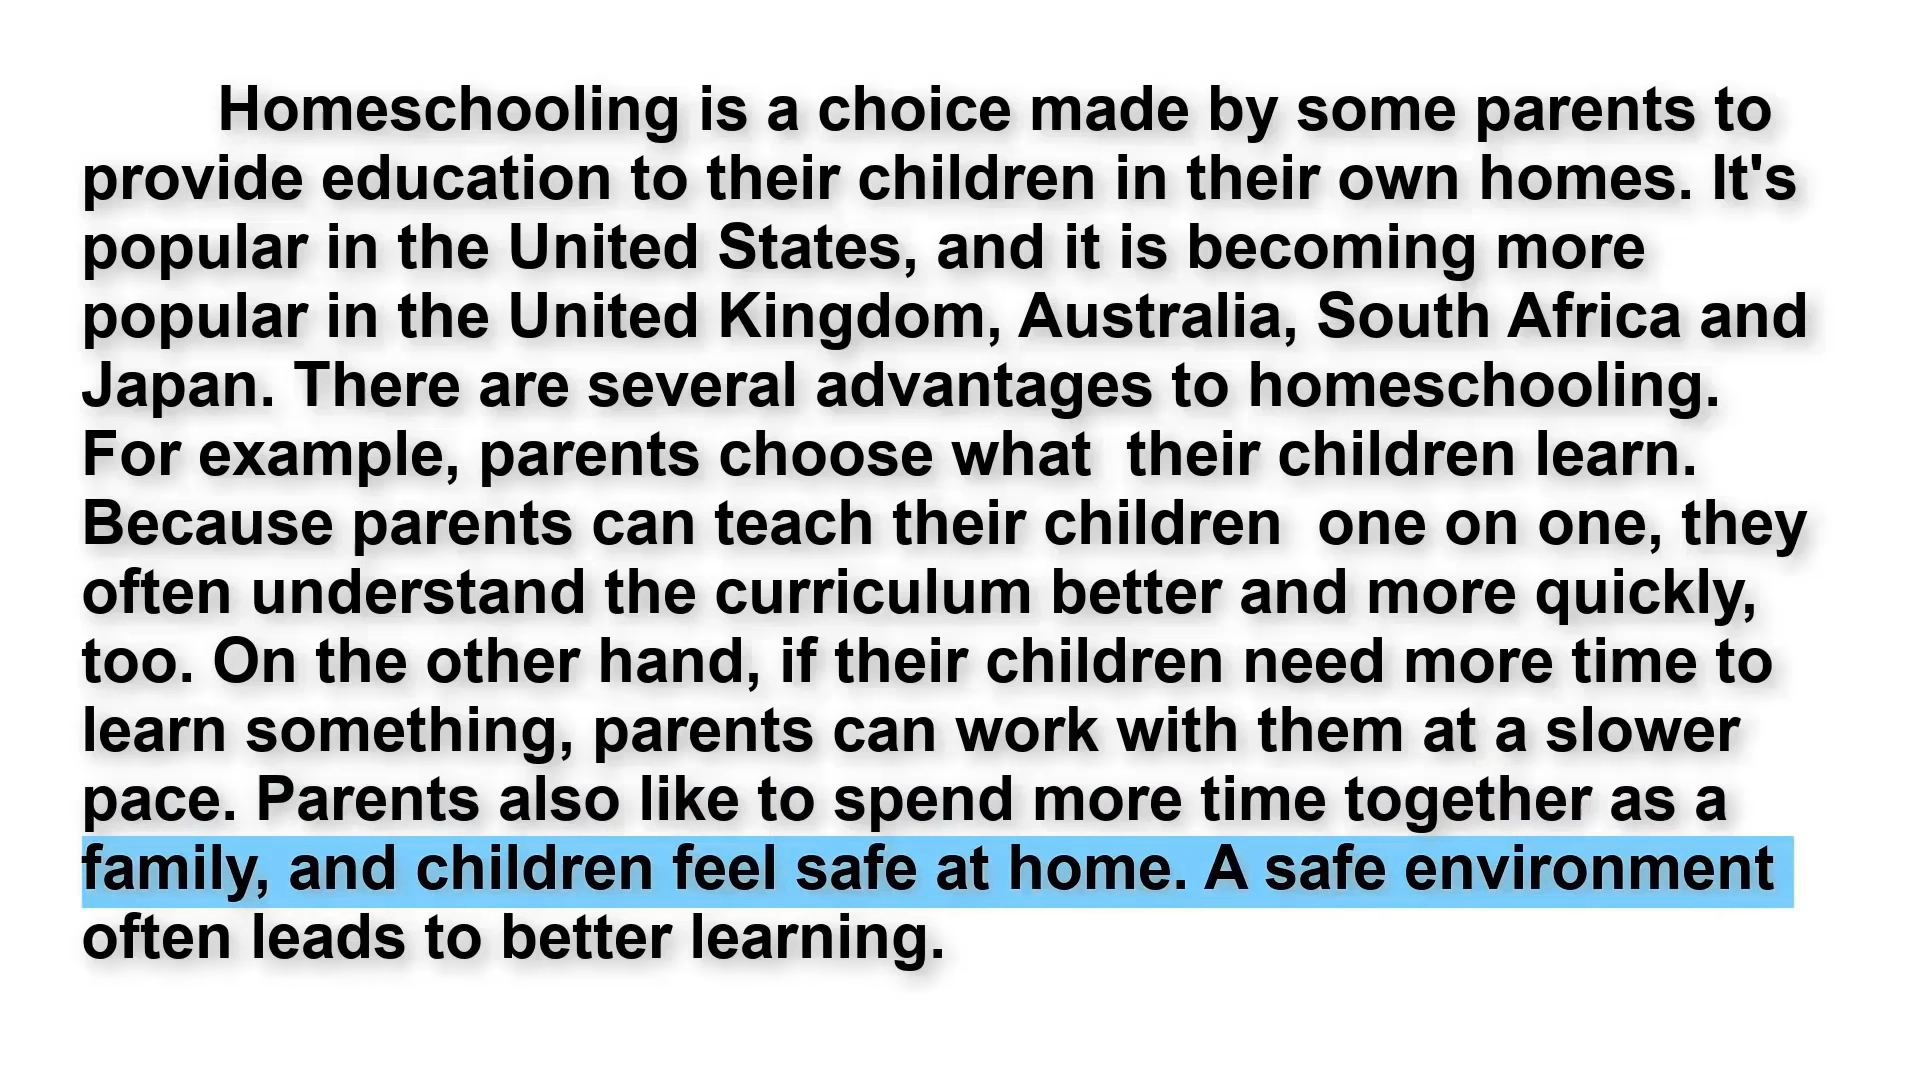 Homeschooling is a choice made by some parents to
provide education to their children in their own homes. It's
popular in the United States, and it is becoming more
popular in the United Kingdom, Australia, South Africa and
Japan. There are several advantages to homeschooling.
For example, parents choose what  their children learn.
Because parents can teach their children  one on one, they
often understand the curriculum better and more quickly,
too. On the other hand, if their children need more time to
learn something, parents can work with them at a slower
pace. Parents also like to spend more time together as a
family, and children feel safe at home. A safe environment
often leads to better learning.